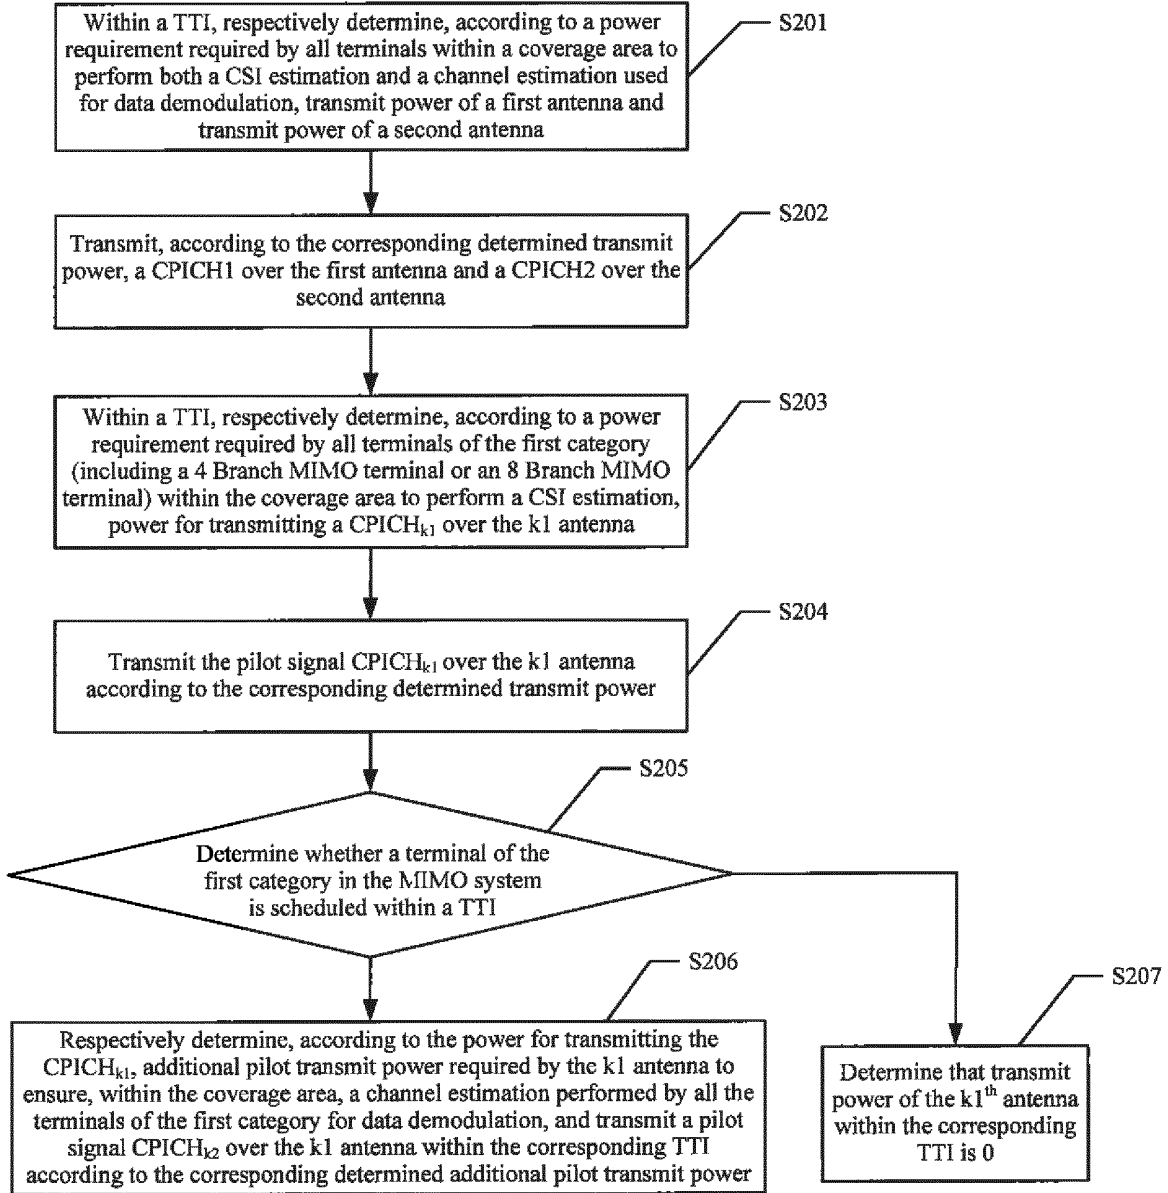 Within a TTI, respectively determine, according to a power
requirement required by all terminals within a coverage area to
perform both a CSI estimation and a channel estimation used
for data demodulation, transmit power of a first antenna and
transmit power of a second antenna
S201
Transmit, according to the corresponding determined transmit
power, a CPICH1 over the first antenna and a CPICH2 over the
second antenna
S202
Within a TTI, respectively determine, according to a power
requirement required by all terminals of the first category
(including a 4 Branch MIMO terminal or an 8 Branch MIMO
terminal) within the coverage area to perform a CSI estimation,
power for transmitting a CPICHk1 over the k1 antenna
S203
Transmit the pilot signal CPICHk1 over the k1 antenna
according to the corresponding determined transmit power
S204
Determine whether a terminal of the
first category in the MIMO system
is scheduled within a TTI
S205
Respectively determine, according to the power for transmitting the
CPICHk1, additional pilot transmit power required by the k1 antenna to
ensure, within the coverage area, a channel estimation performed by all the
terminals of the first category for data demodulation, and transmit a pilot
signal CPICHk2 over the k1 antenna within the corresponding TTI
according to the corresponding determined additional pilot transmit power
S206
Determine that transmit
power of the k1th antenna
within the corresponding
TTI is 0
S207